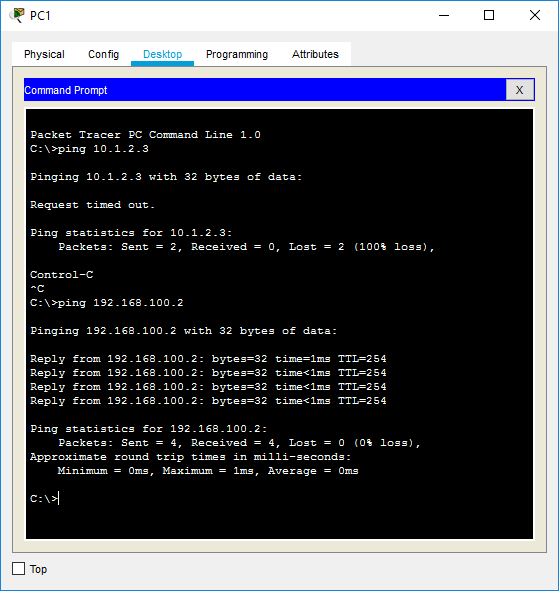 PC1
Physical Config Desktop Programming Attributes
Command Prompt
X
Packet Tracer PC Command Line 1.0
C:\>ping 10.1.2.3
Pinging 10.1.2.3 with 32 bytes of data:
Request timed out.
Ping statistics for 10.1.2.3:
    Packets: Sent = 2, Received = 0, Lost = 2 (100% loss),
Control-C
^C
C:\>ping 192.168.100.2
Pinging 192.168.100.2 with 32 bytes of data:
Reply from 192.168.100.2: bytes=32 time=1ms TTL=254
Reply from 192.168.100.2: bytes=32 time<1ms TTL=254
Reply from 192.168.100.2: bytes=32 time<1ms TTL=254
Reply from 192.168.100.2: bytes=32 time<1ms TTL=254
Ping statistics for 192.168.100.2:
    Packets: Sent = 4, Received = 4, Lost = 0 (0% loss),
Approximate round trip times in milli-seconds:
    Minimum = 0ms, Maximum = 1ms, Average = 0ms
C:\>
Top